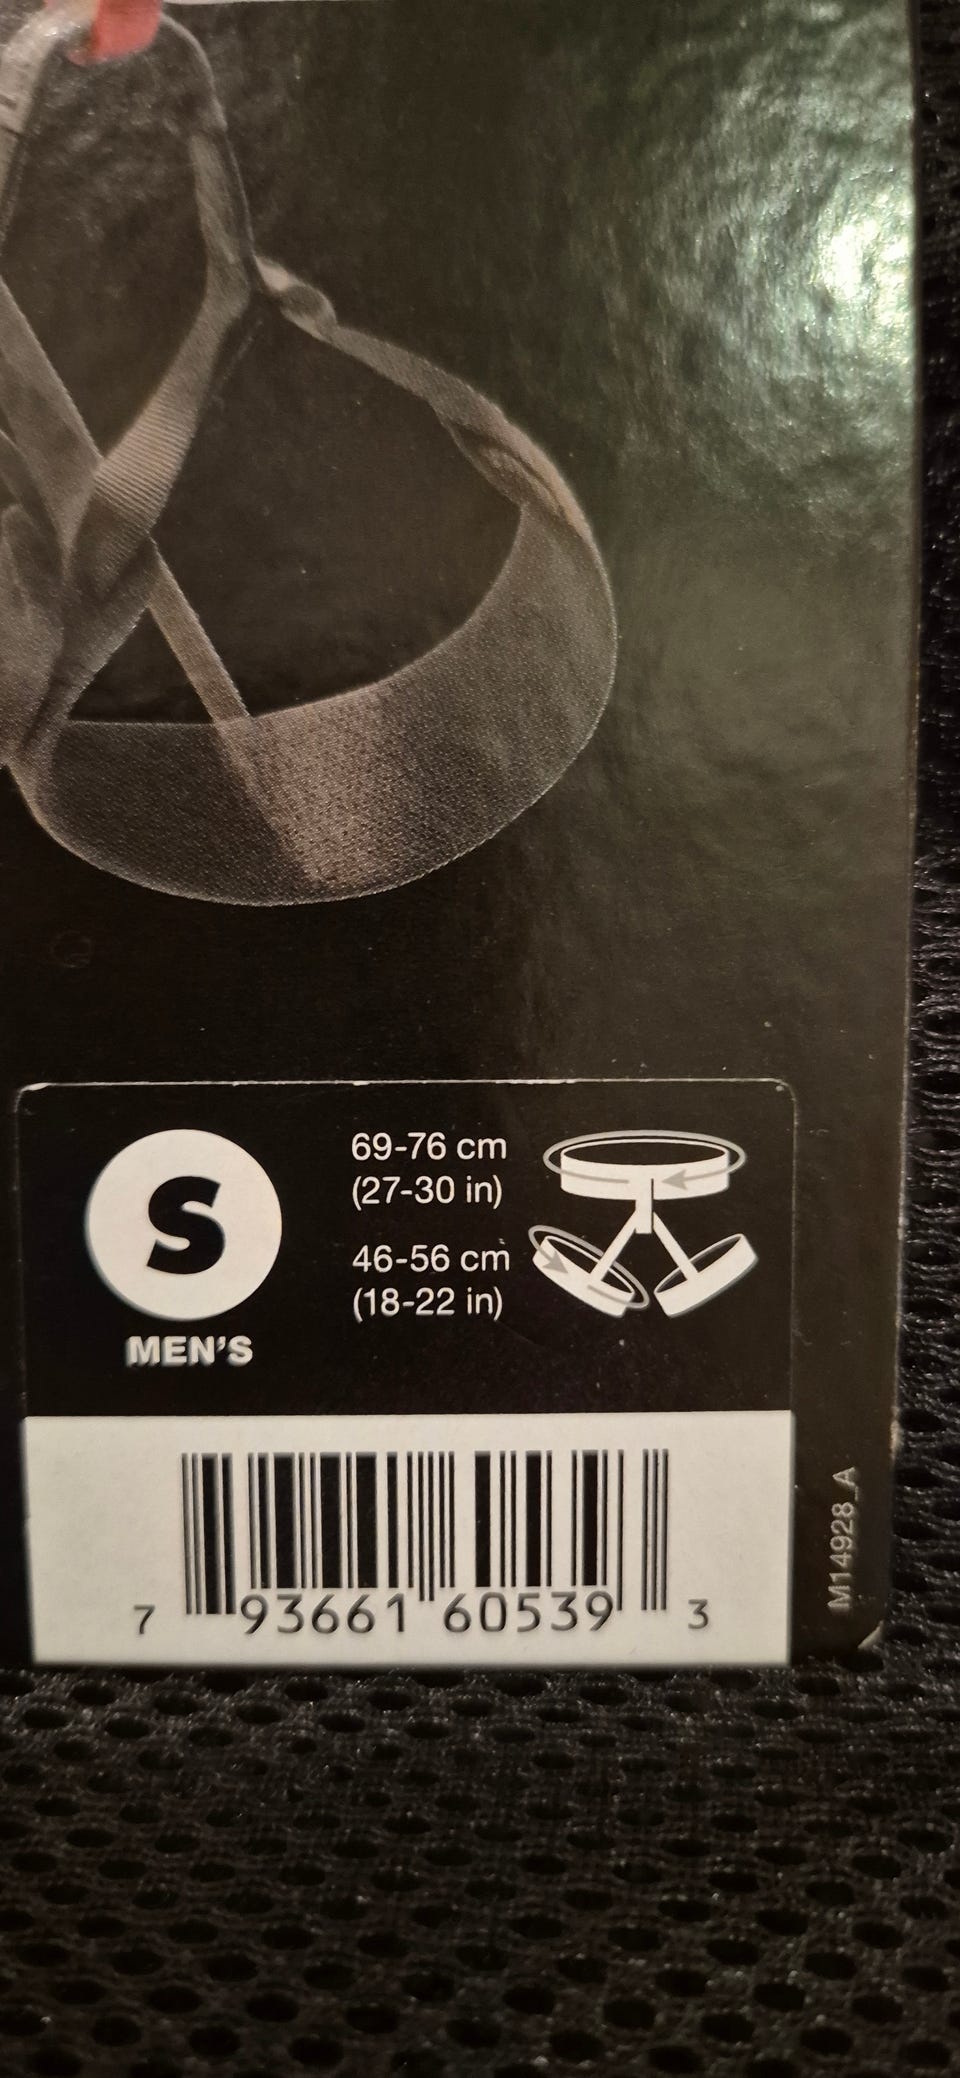 S
MEN'S
69-76 cm
(27-30 in)
46-56 cm
(18-22 in)
7 93661 60539 3
M14928_A